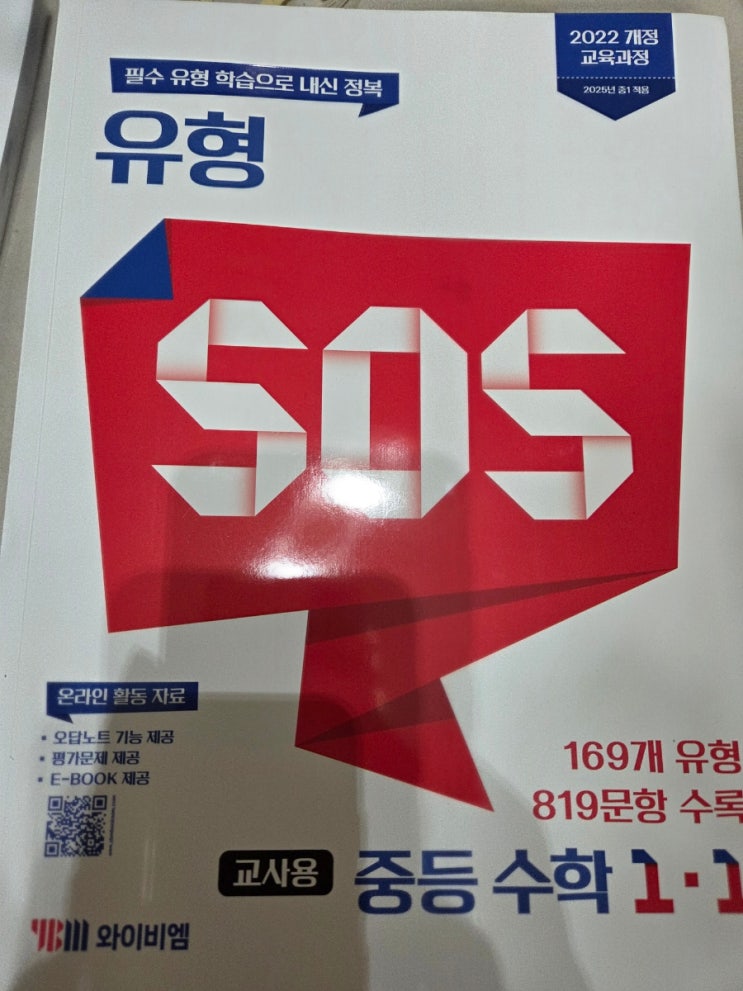 2022 개정
교육과정
2025년 중1 적용
필수 유형 학습으로 내신 정복
유형
SOS
온라인 활동 자료
• 오답노트 기능 제공
• 평가문제 제공
• E-BOOK 제공
169개 유형
819문항 수록
교사용 중등 수학 1·1
YBM 와이비엠